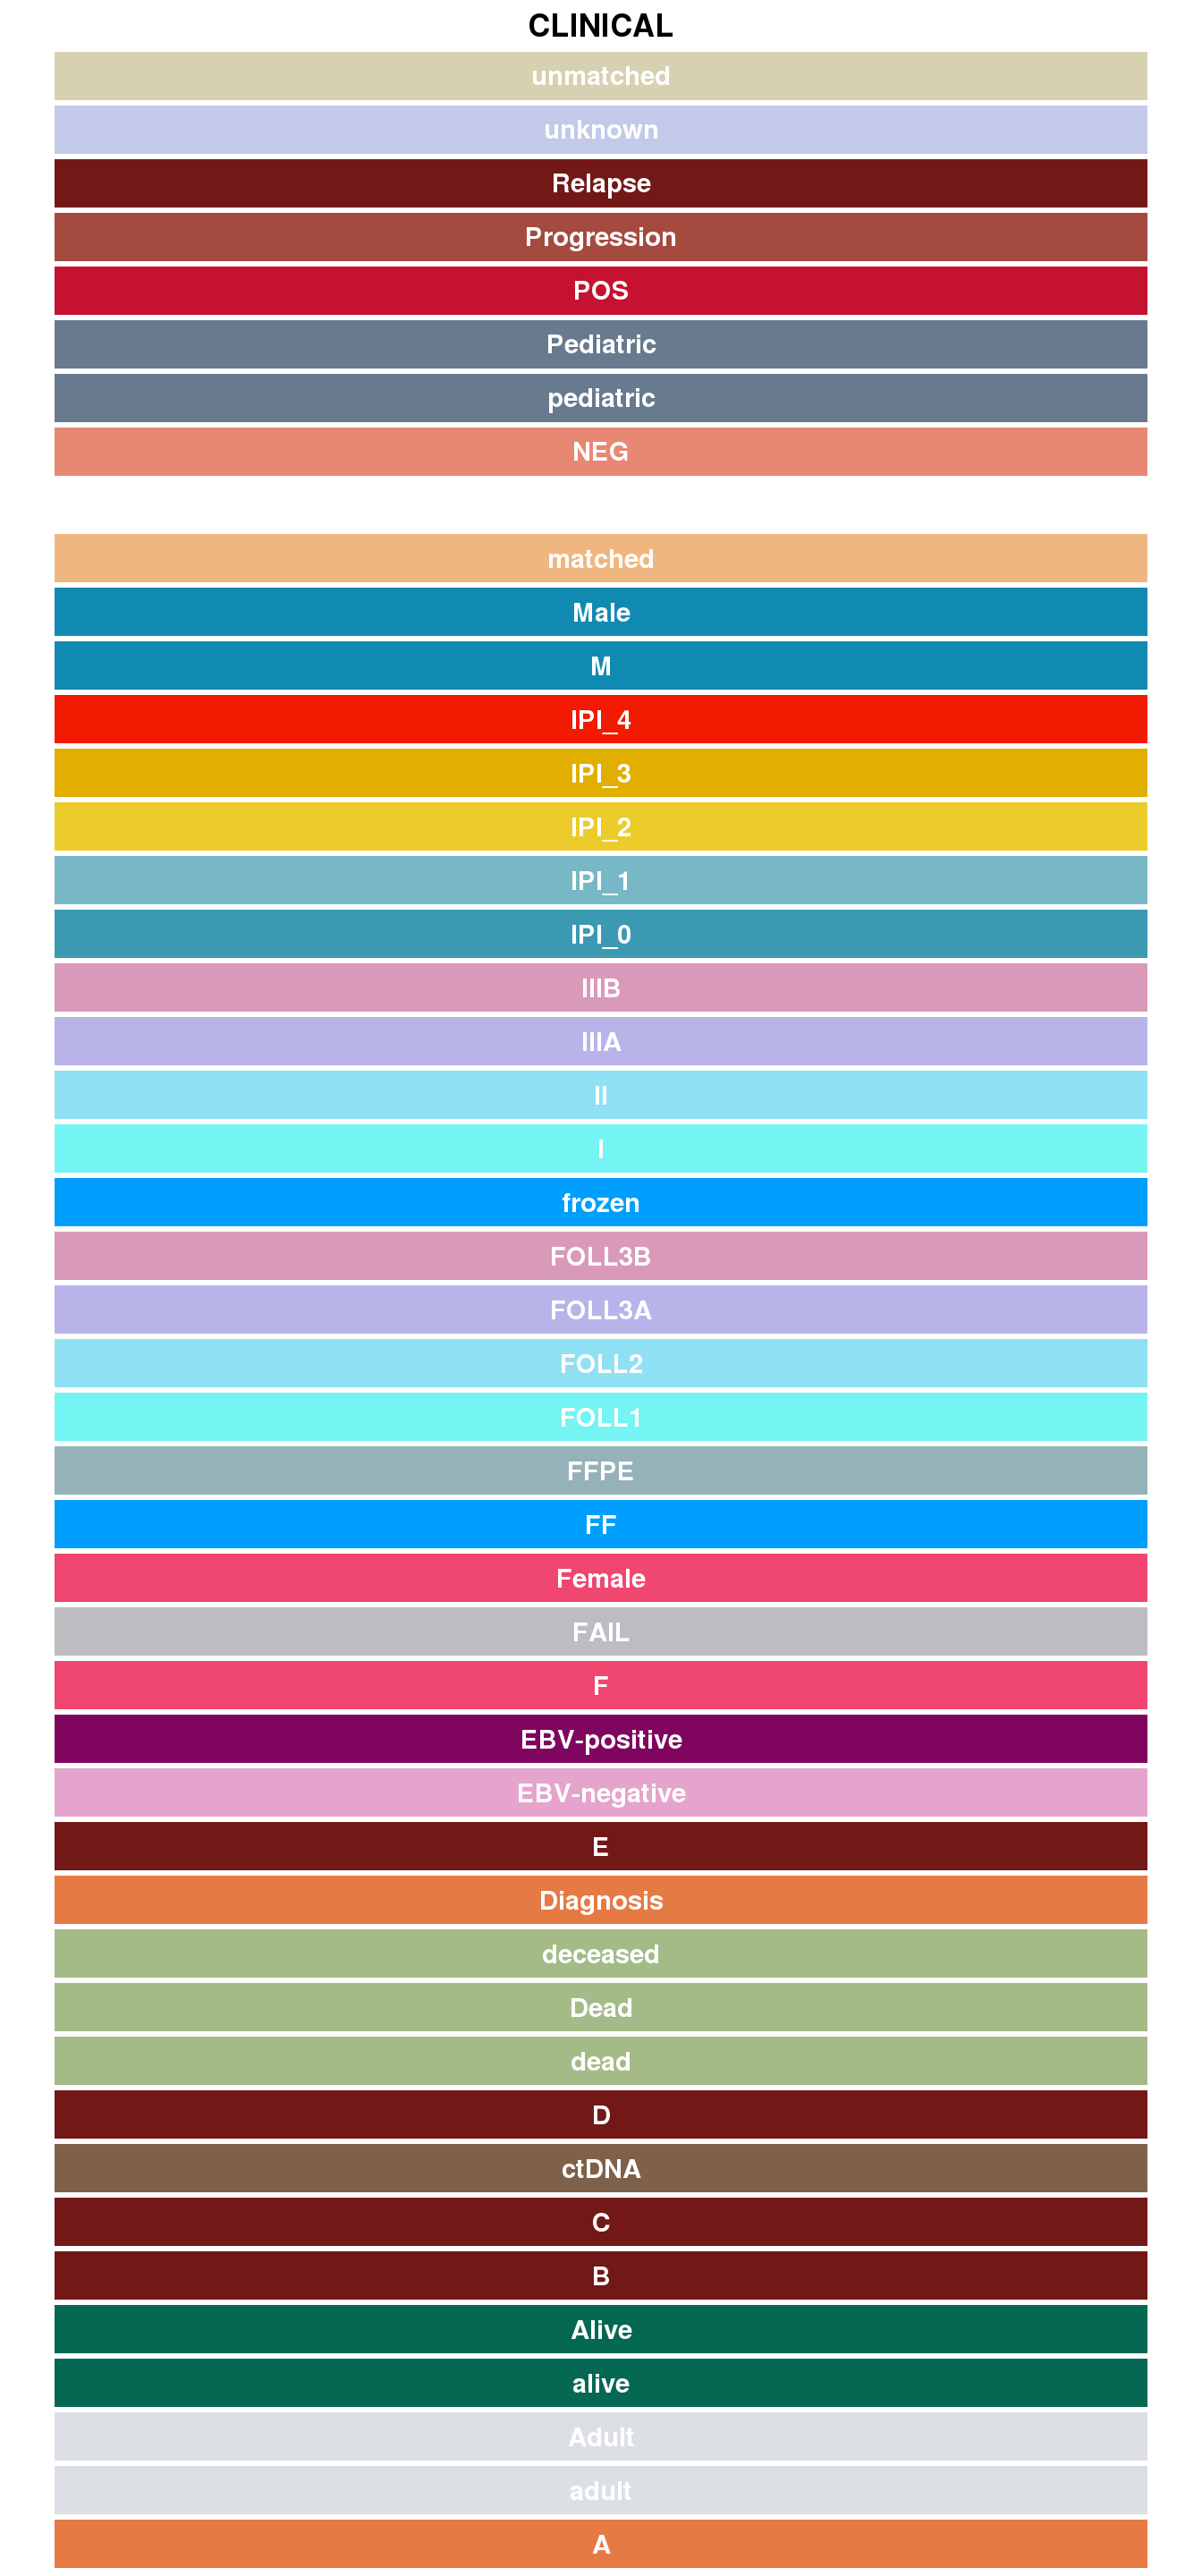 CLINICAL
unmatched
unknown
Relapse
Progression
POS
Pediatric
pediatric
NEG
matched
Male
M
IPI_4
IPI_3
IPI_2
IPI_1
IPI_0
IIIB
IIIA
II
I
frozen
FOLL3B
FOLL3A
FOLL2
FOLL1
FFPE
FF
Female
FAIL
F
EBV-positive
EBV-negative
E
Diagnosis
deceased
Dead
dead
D
ctDNA
C
B
Alive
alive
Adult
adult
A